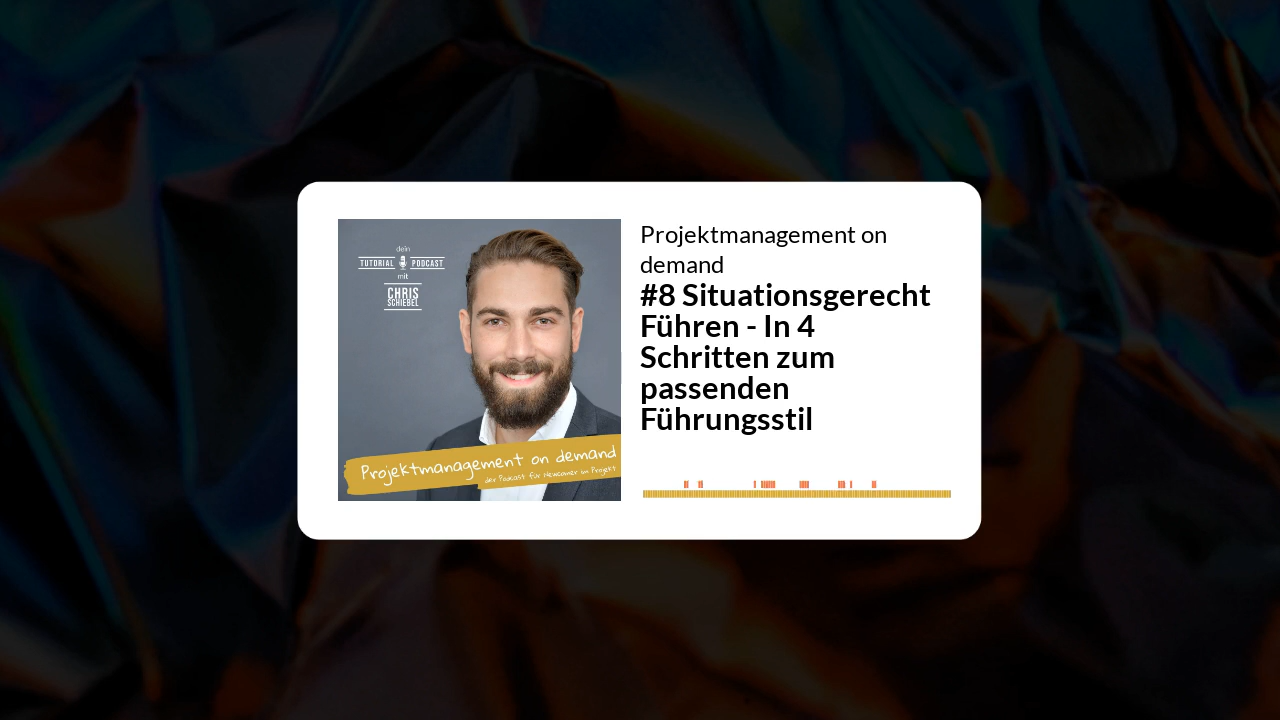 dein
TUTORIAL PODCAST
mit
CHRIS
SCHIEBEL
Projektmanagement on demand
der Podcast für Newcomer im Projekt
Projektmanagement on
demand
#8 Situationsgerecht
Führen - In 4
Schritten zum
passenden
Führungsstil